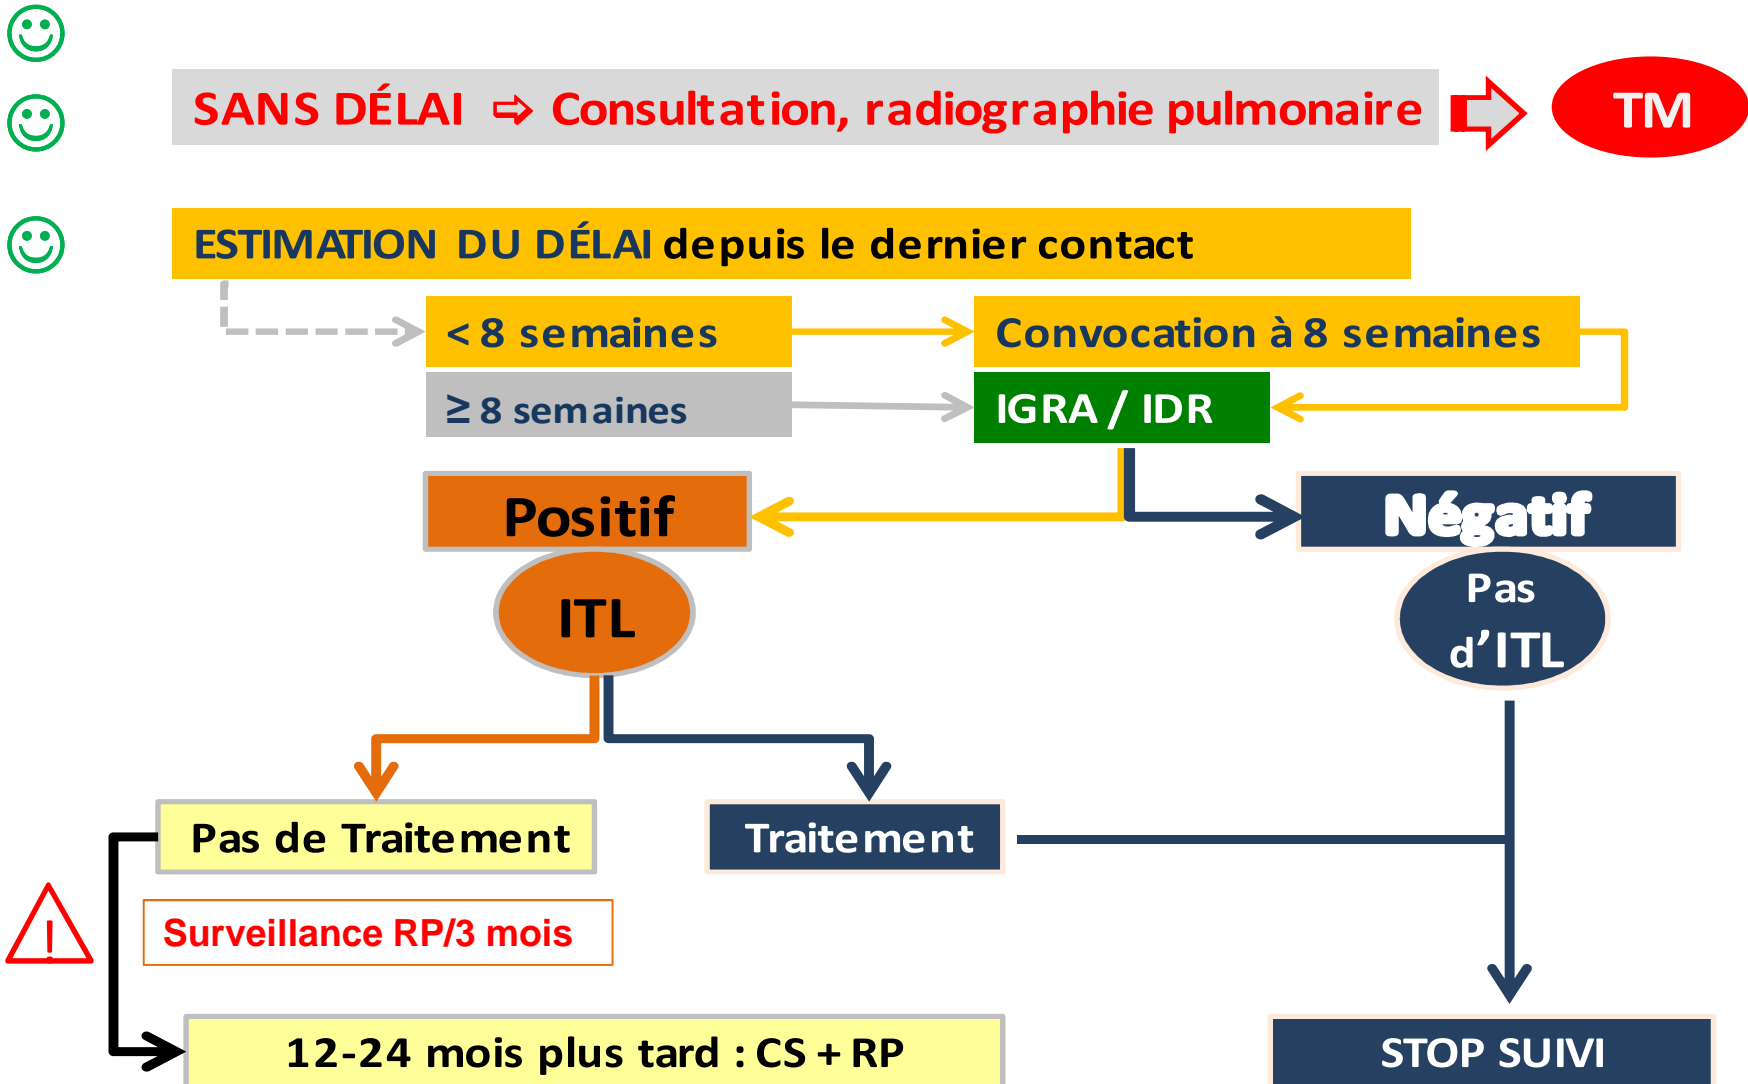 SANS DÉLAI ⇨ Consultation, radiographie pulmonaire
TM
ESTIMATION DU DÉLAI depuis le dernier contact
< 8 semaines
Convocation à 8 semaines
≥ 8 semaines
IGRA / IDR
Positif
Négatif
ITL
Pas
d’ITL
Pas de Traitement
Traitement
!
Surveillance RP/3 mois
12-24 mois plus tard : CS + RP
STOP SUIVI